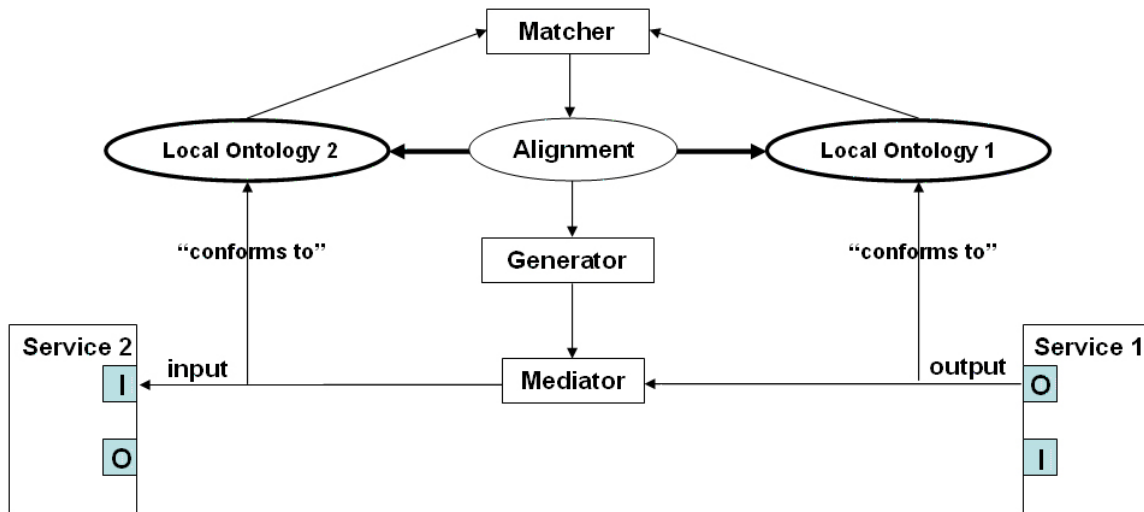 Matcher
Local Ontology 2
Alignment
Local Ontology 1
“conforms to”
“conforms to”
Generator
Service 2
Service 1
input
Mediator
output
I
O
O
I